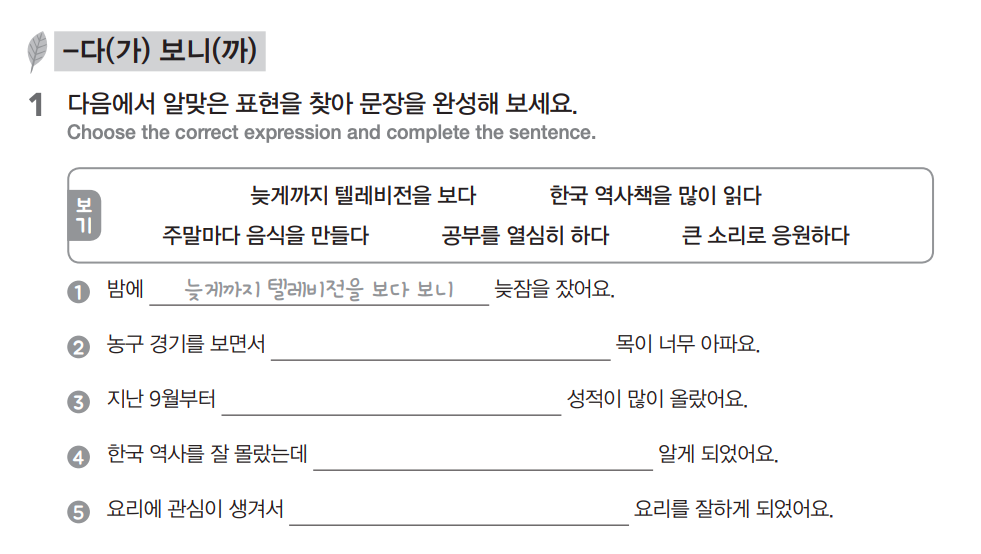 -다(가) 보니(까)
1 다음에서 알맞은 표현을 찾아 문장을 완성해 보세요.
Choose the correct expression and complete the sentence.
보기
늦게까지 텔레비전을 보다 한국 역사책을 많이 읽다
주말마다 음식을 만들다 공부를 열심히 하다 큰 소리로 응원하다
1 밤에 늦게까지 텔레비전을 보다 보니 늦잠을 잤어요.
2 농구 경기를 보면서 목이 너무 아파요.
3 지난 9월부터 성적이 많이 올랐어요.
4 한국 역사를 잘 몰랐는데 알게 되었어요.
5 요리에 관심이 생겨서 요리를 잘하게 되었어요.